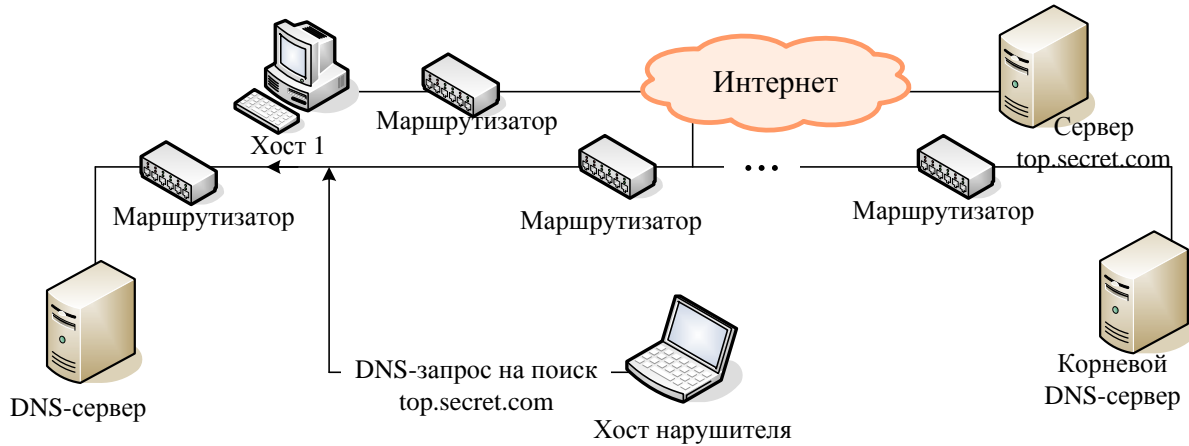 Интернет
Маршрутизатор
Хост 1
Сервер
top.secret.com
Маршрутизатор
Маршрутизатор
Маршрутизатор
DNS-запрос на поиск
top.secret.com
Корневой
DNS-сервер
DNS-сервер
Хост нарушителя